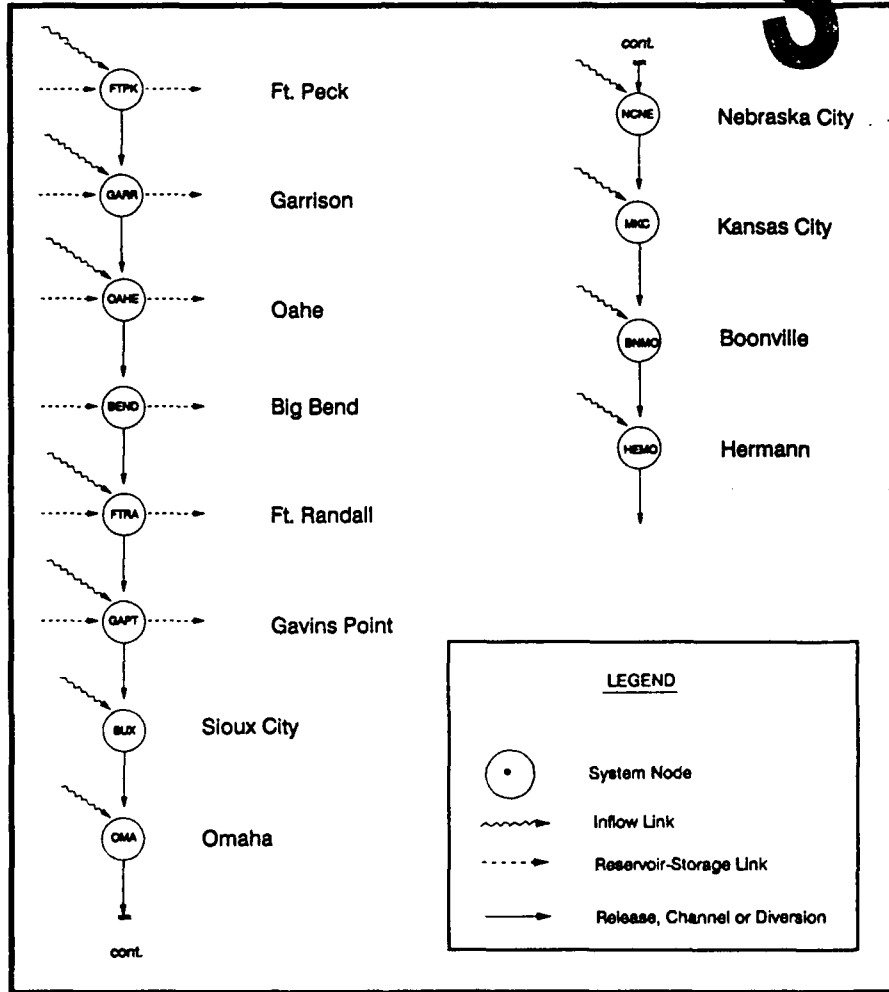 FTPK Ft. Peck
GARR Garrison
OAHE Oahe
BEND Big Bend
FTRA Ft. Randall
GAPT Gavins Point
SUX Sioux City
OMA Omaha
cont.
cont.
NCNE Nebraska City
MKC Kansas City
BNMO Boonville
HEMO Hermann
LEGEND
System Node
Inflow Link
Reservoir-Storage Link
Release, Channel or Diversion